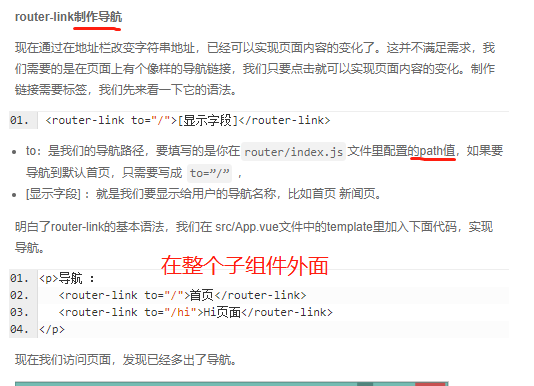 router-link制作导航
现在通过在地址栏改变字符串地址，已经可以实现页面内容的变化了。这并不满足需求，我
们需要的是在页面上有个像样的导航链接，我们只要点击就可以实现页面内容的变化。制作
链接需要标签，我们先来看一下它的语法。
01. <router-link to="/">[显示字段]</router-link>
• to：是我们的导航路径，要填写的是你在 router/index.js 文件里配置的path值，如果要
导航到默认首页，只需要写成 to="/" ，
• [显示字段] ：就是我们要显示给用户的导航名称，比如首页 新闻页。
明白了router-link的基本语法，我们在 src/App.vue文件中的template里加入下面代码，实现
导航。
在整个子组件外面
01. <p>导航 ：
02. <router-link to="/">首页</router-link>
03. <router-link to="/hi">Hi页面</router-link>
04. </p>
现在我们访问页面，发现已经多出了导航。